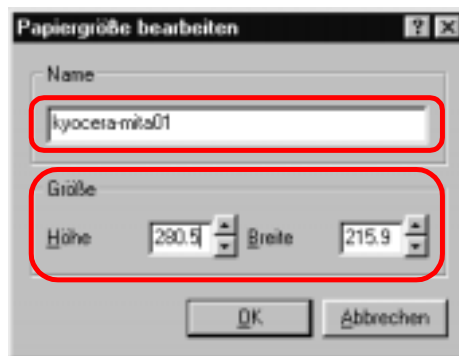 Papiergröße bearbeiten
Name
kyocera-mita01
Größe
Höhe 280.5 Breite 215.9
OK Abbrechen